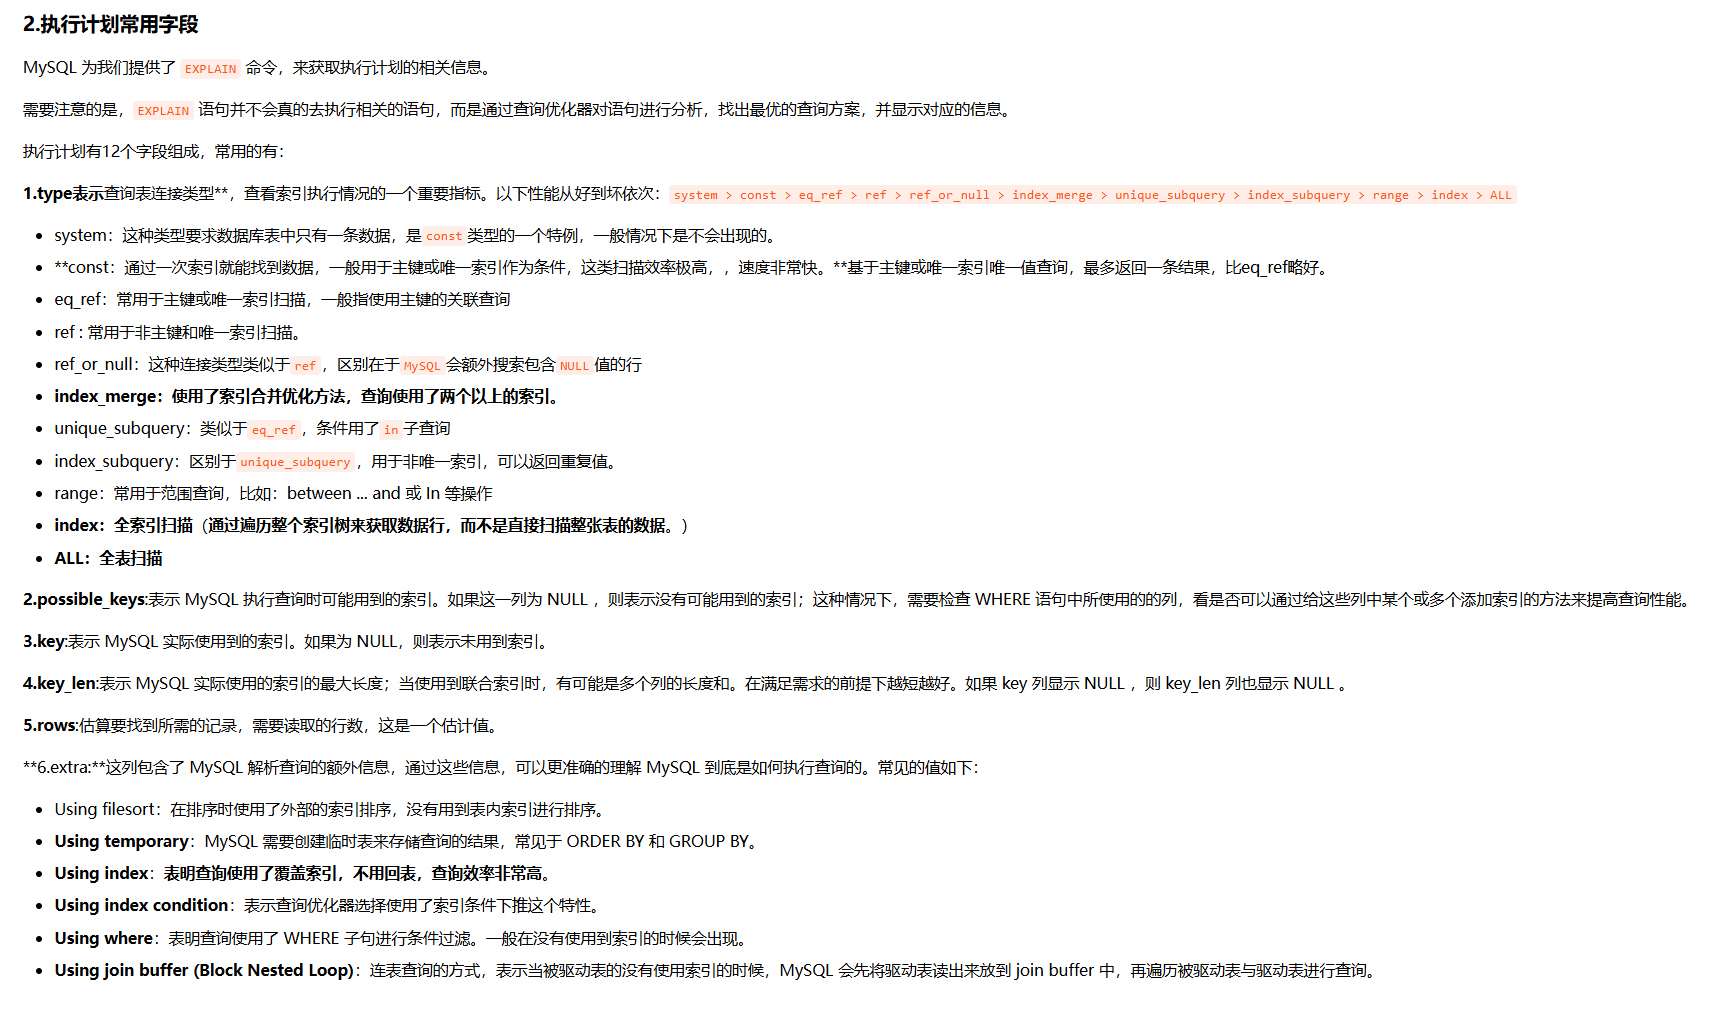 2.执行计划常用字段
MySQL 为我们提供了 EXPLAIN 命令，来获取执行计划的相关信息。
需要注意的是，EXPLAIN 语句并不会真的去执行相关的语句，而是通过查询优化器对语句进行分析，找出最优的查询方案，并显示对应的信息。
执行计划有12个字段组成，常用的有：
1.type表示查询表连接类型**，查看索引执行情况的一个重要指标。以下性能从好到坏依次：system > const > eq_ref > ref > ref_or_null > index_merge > unique_subquery > index_subquery > range > index > ALL
• system：这种类型要求数据库表中只有一条数据，是const类型的一个特例，一般情况下是不会出现的。
• **const：通过一次索引就能找到数据，一般用于主键或唯一索引作为条件，这类扫描效率极高，，速度非常快。**基于主键或唯一索引唯一值查询，最多返回一条结果，比eq_ref略好。
• eq_ref：常用于主键或唯一索引扫描，一般指使用主键的关联查询
• ref : 常用于非主键和唯一索引扫描。
• ref_or_null：这种连接类型类似于ref，区别在于MySQL会额外搜索包含NULL值的行
• index_merge：使用了索引合并优化方法，查询使用了两个以上的索引。
• unique_subquery：类似于eq_ref，条件用了in子查询
• index_subquery：区别于unique_subquery，用于非唯一索引，可以返回重复值。
• range：常用于范围查询，比如：between ... and 或 In 等操作
• index：全索引扫描（通过遍历整个索引树来获取数据行，而不是直接扫描整张表的数据。）
• ALL：全表扫描
2.possible_keys:表示 MySQL 执行查询时可能用到的索引。如果这一列为 NULL ，则表示没有可能用到的索引；这种情况下，需要检查 WHERE 语句中所使用的的列，看是否可以通过给这些列中某个或多个添加索引的方法来提高查询性能。
3.key:表示 MySQL 实际使用到的索引。如果为 NULL，则表示未用到索引。
4.key_len:表示 MySQL 实际使用的索引的最大长度；当使用到联合索引时，有可能是多个列的长度和。在满足需求的前提下越短越好。如果 key 列显示 NULL ，则 key_len 列也显示 NULL 。
5.rows:估算要找到所需的记录，需要读取的行数，这是一个估计值。
**6.extra:**这列包含了 MySQL 解析查询的额外信息，通过这些信息，可以更准确的理解 MySQL 到底是如何执行查询的。常见的值如下：
• Using filesort：在排序时使用了外部的索引排序，没有用到表内索引进行排序。
• Using temporary：MySQL 需要创建临时表来存储查询的结果，常见于 ORDER BY 和 GROUP BY。
• Using index：表明查询使用了覆盖索引，不用回表，查询效率非常高。
• Using index condition：表示查询优化器选择使用了索引条件下推这个特性。
• Using where：表明查询使用了 WHERE 子句进行条件过滤。一般在没有使用到索引的时候会出现。
• Using join buffer (Block Nested Loop)：连表查询的方式，表示当被驱动表的没有使用索引的时候，MySQL 会先将驱动表读出来放到 join buffer 中，再遍历被驱动表与驱动表进行查询。